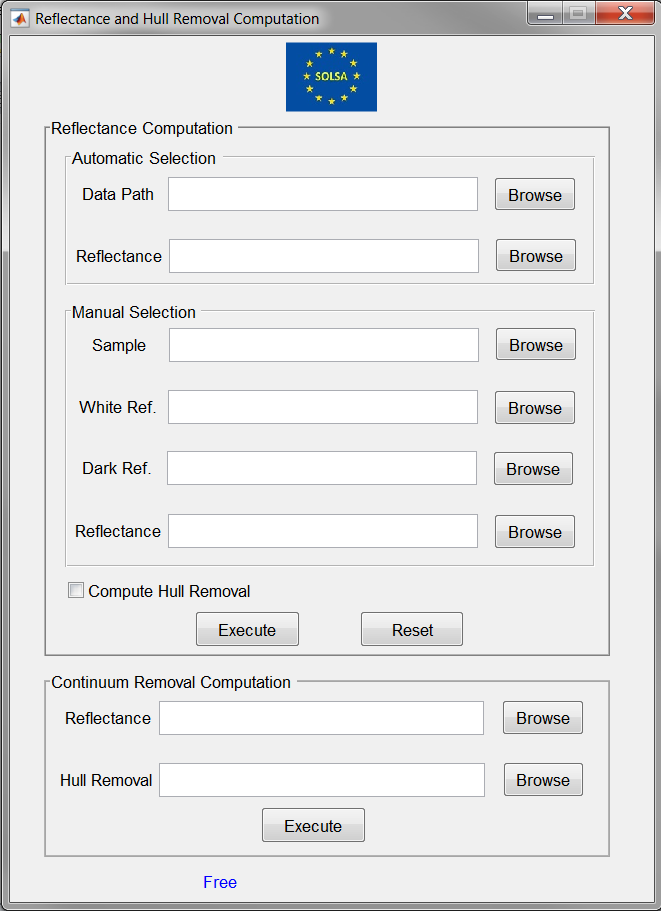 Reflectance and Hull Removal Computation
SOLSA
Reflectance Computation
Automatic Selection
Data Path Browse
Reflectance Browse
Manual Selection
Sample Browse
White Ref. Browse
Dark Ref. Browse
Reflectance Browse
Compute Hull Removal
Execute Reset
Continuum Removal Computation
Reflectance Browse
Hull Removal Browse
Execute
Free